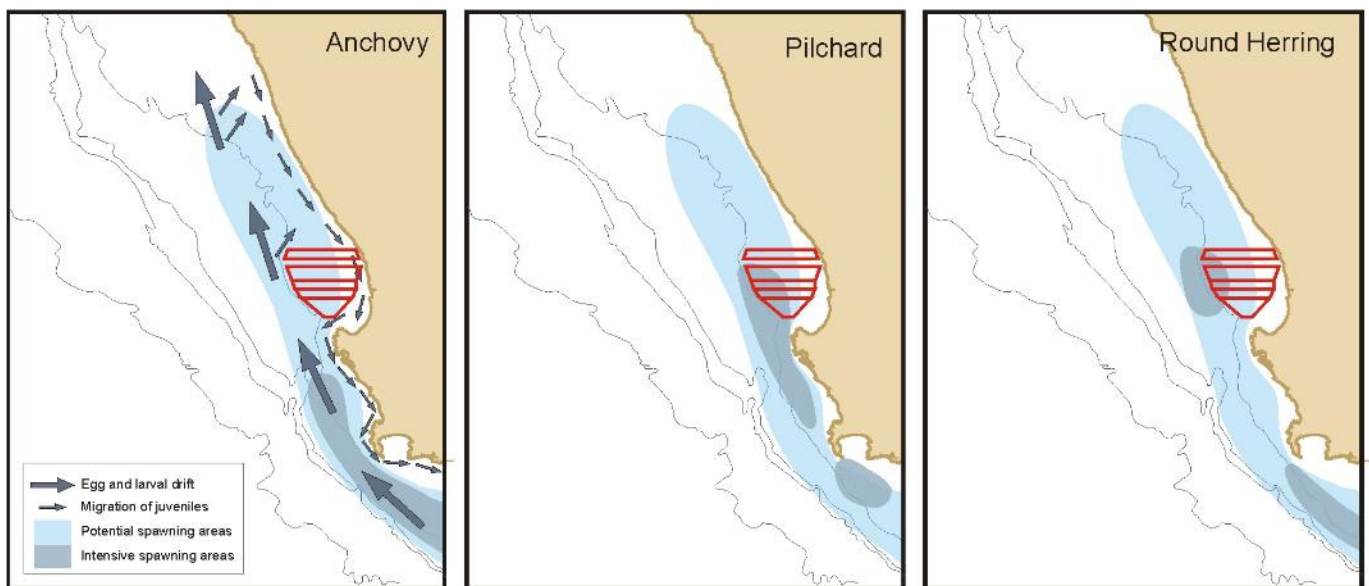 Anchovy
Pilchard
Round Herring
Egg and larval drift
Migration of juveniles
Potential spawning areas
Intensive spawning areas